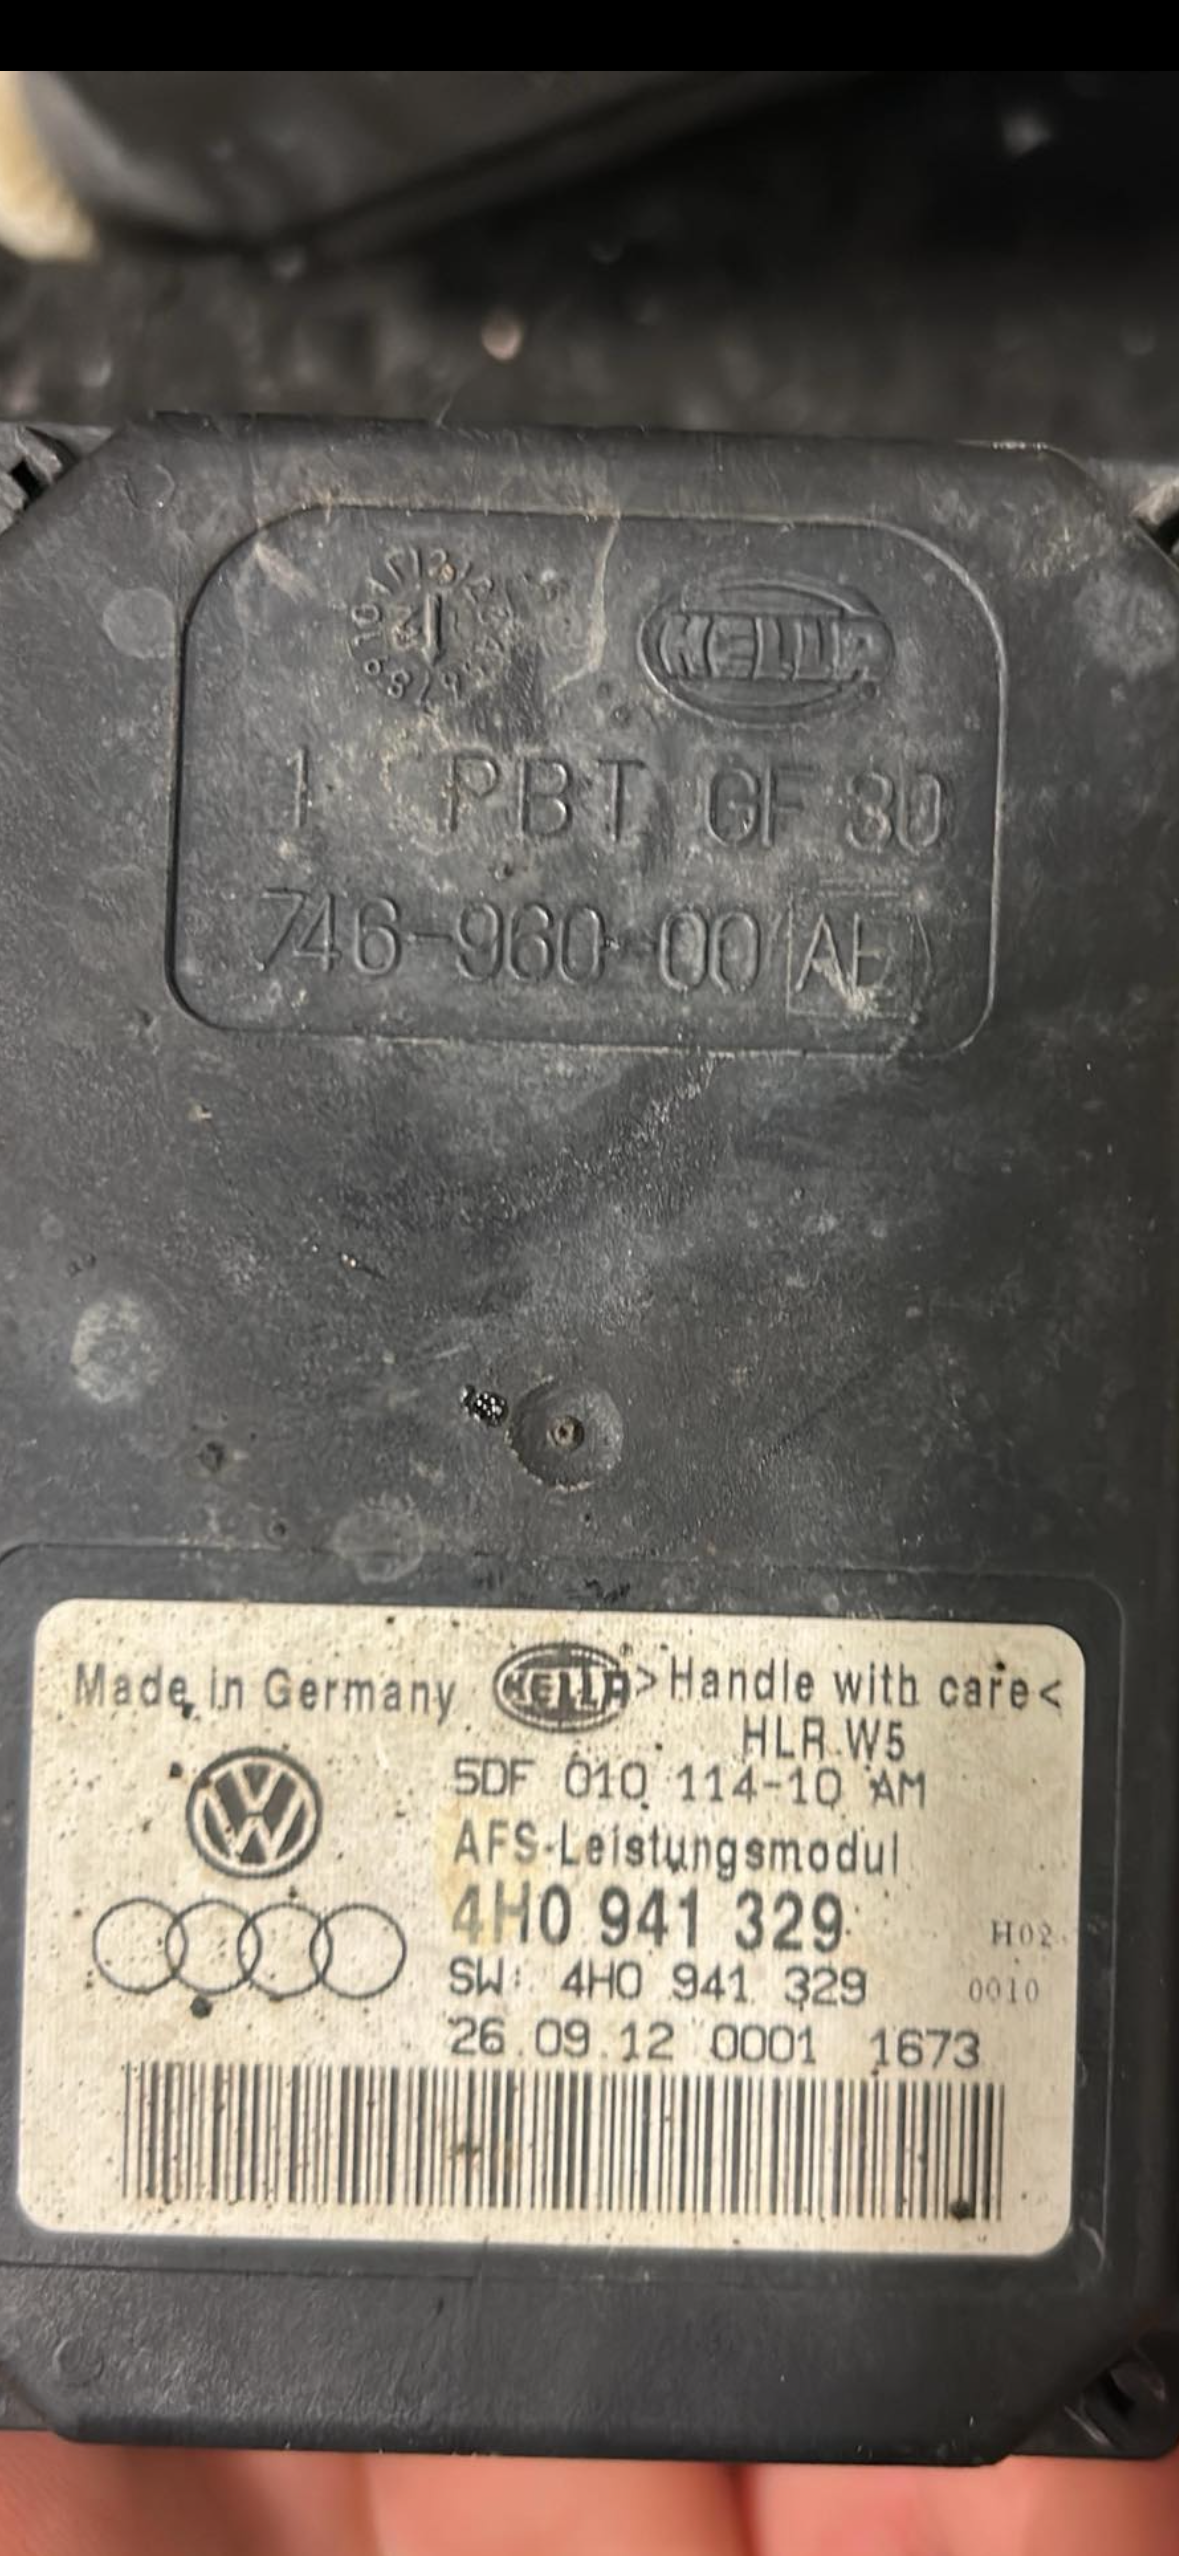 12
HELLA
1 PBT GF 30
746-960-00 AE
Made in Germany HELLA >Handle with care<
HLR W5
5DF 010 114-10 AM
AFS-Leistungsmodul
4H0 941 329 H02
SW: 4H0 941 329 0010
26.09.12 0001 1673